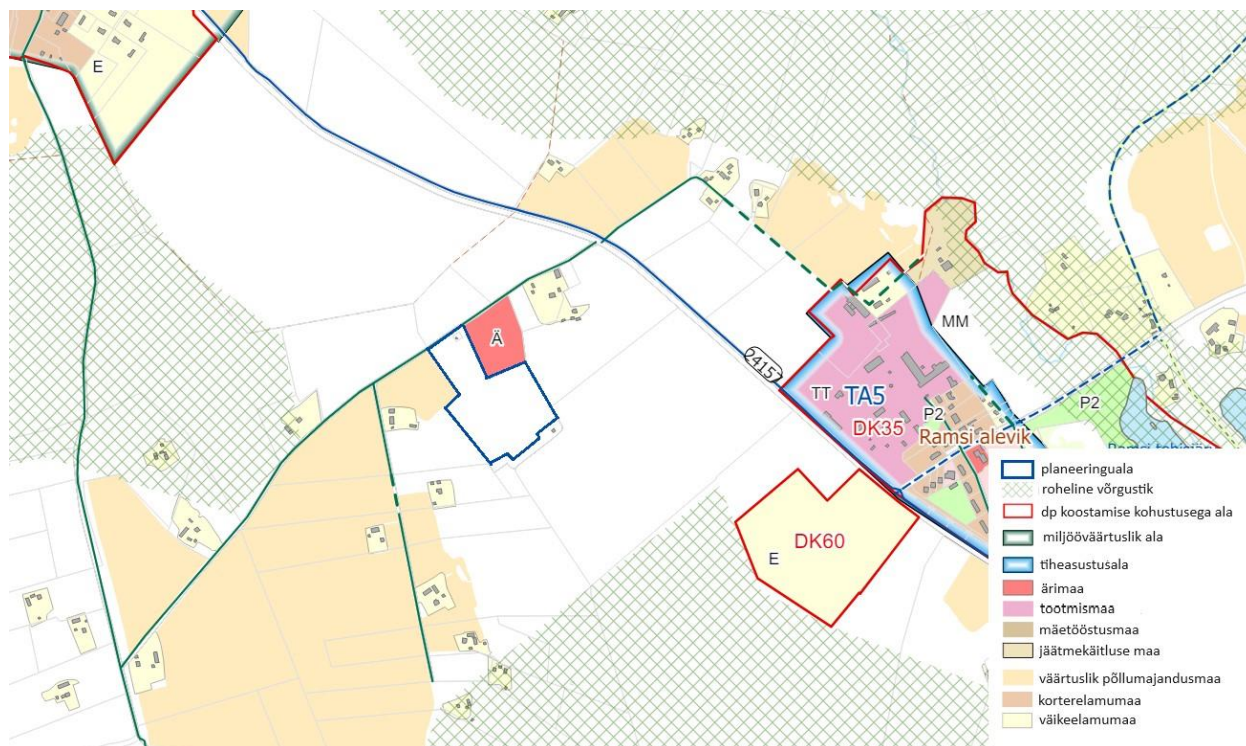 E
Ä
24157
MM
TT
TA5
P2
P2
DK35
Ramsi alevik
DK60
E
planeeringuala
roheline võrgustik
dp koostamise kohustusega ala
miljööväärtuslik ala
tiheasustusala
ärimaa
tootmismaa
mäetööstusmaa
jäätmekäitluse maa
väärtuslik põllumajandusmaa
korterelamumaa
väikeelamumaa